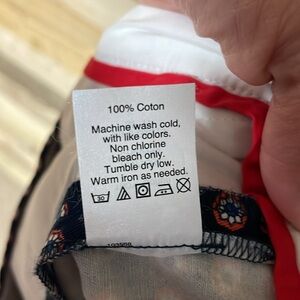 100% Coton
Machine wash cold,
with like colors.
Non chlorine
bleach only.
Tumble dry low.
Warm iron as needed.